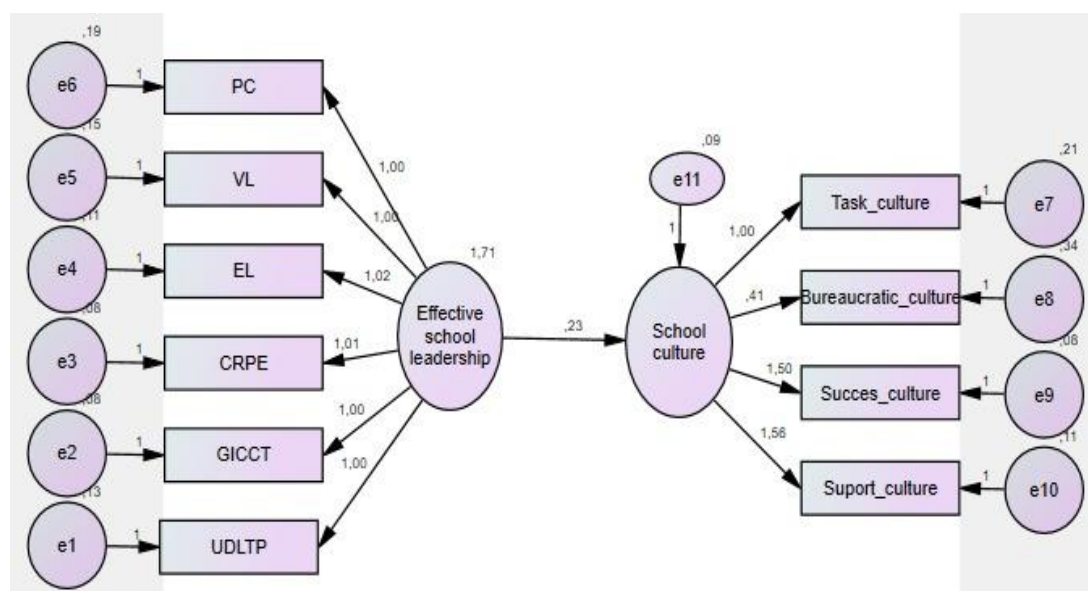 ,19
e6
1
PC
,15
e5
1
VL
,11
e4
1
EL
,08
e3
1
CRPE
,08
e2
1
GICCT
,13
e1
1
UDLTP
1,00
1,00
1,02
1,01
1,00
1,00
1,71
Effective
school
leadership
,23
,09
e11
1
School
culture
1,00
,41
1,50
1,56
Task_culture
1
,21
e7
Bureaucratic_culture
1
,34
e8
Succes_culture
1
,08
e9
Suport_culture
1
,11
e10